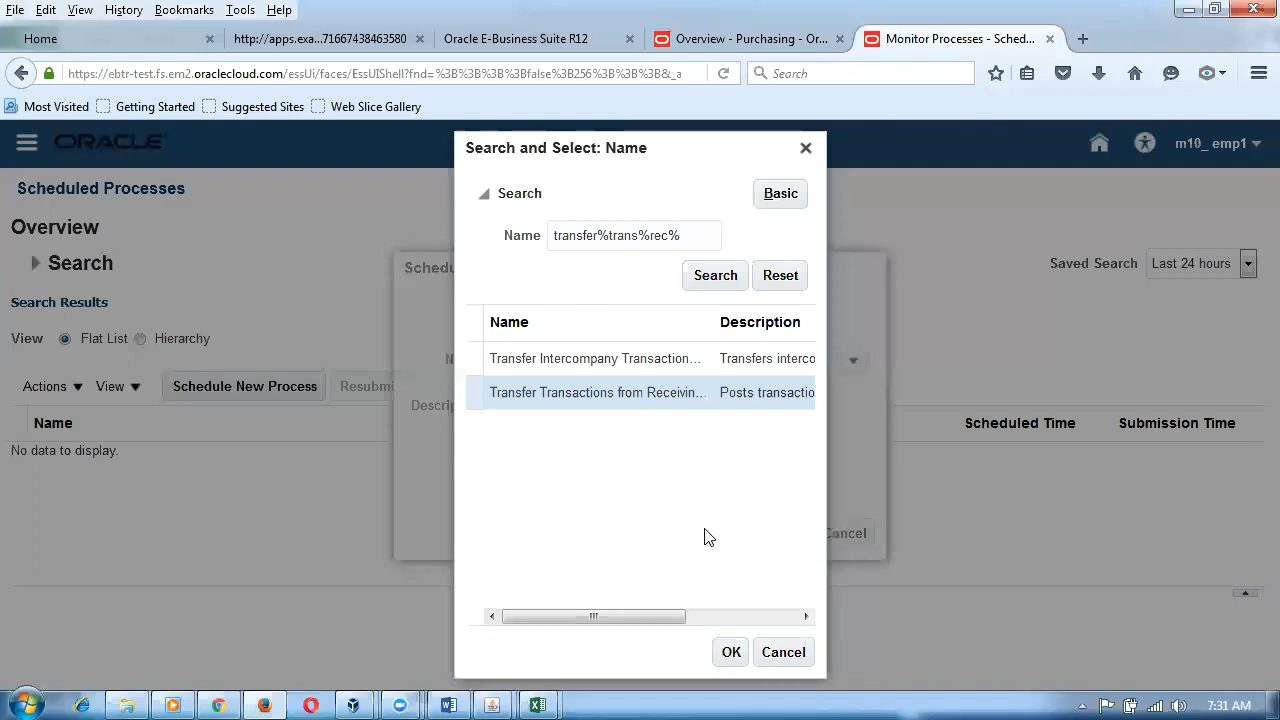 File Edit View History Bookmarks Tools Help
Home http://apps.exa...71667438463580 Oracle E-Business Suite R12 Overview - Purchasing - Or... Monitor Processes - Sched...
https://ebtr-test.fs.em2.oraclecloud.com/essUi/faces/EssUIShell?fnd=%3B%3B%3B%3Bfalse%3B256%3B%3B%3B&_a Search
Most Visited Getting Started Suggested Sites Web Slice Gallery
ORACLE m10_ emp1
Search and Select: Name
Search Basic
Name transfer%trans%rec%
Search Reset
Name Description
Transfer Intercompany Transaction... Transfers interco
Transfer Transactions from Receivin... Posts transactio
OK Cancel
Scheduled Processes
Overview
Search
Saved Search Last 24 hours
Search Results
View Flat List Hierarchy
Actions View Schedule New Process Resubmi
Name Scheduled Time Submission Time
No data to display.
Cancel
7:31 AM